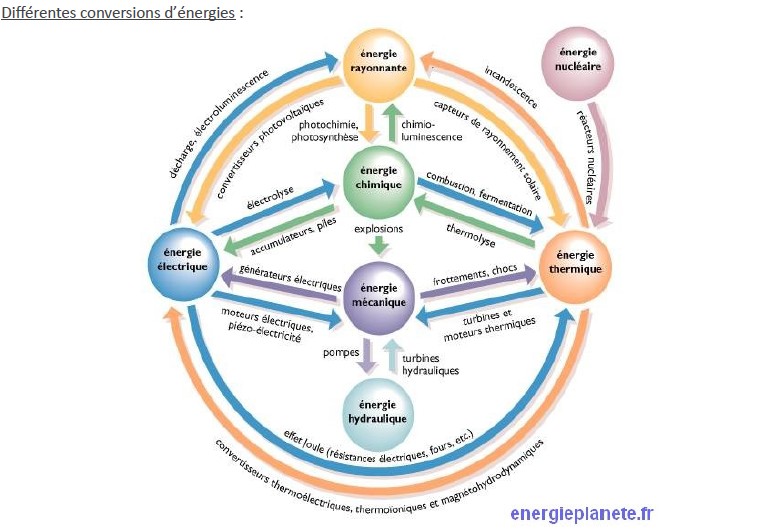 Différentes conversions d'énergies :
énergie
rayonnante
énergie
nucléaire
décharge, électroluminescence
convertisseurs photovoltaïques
photochimie,
photosynthèse
chimio-
luminescence
capteurs de rayonnement solaire
incandescence
réacteurs nucléaires
énergie
chimique
électrolyse
accumulateurs, piles
combustion, fermentation
thermolyse
explosions
énergie
électrique
énergie
thermique
générateurs électriques
moteurs électriques,
piézo-électricité
énergie
mécanique
frottements, chocs
turbines et
moteurs thermiques
pompes
turbines
hydrauliques
énergie
hydraulique
effet Joule (résistances électriques, fours, etc.)
convertisseurs thermoélectriques, thermoïoniques et magnétohydrodynamiques
energieplanete.fr